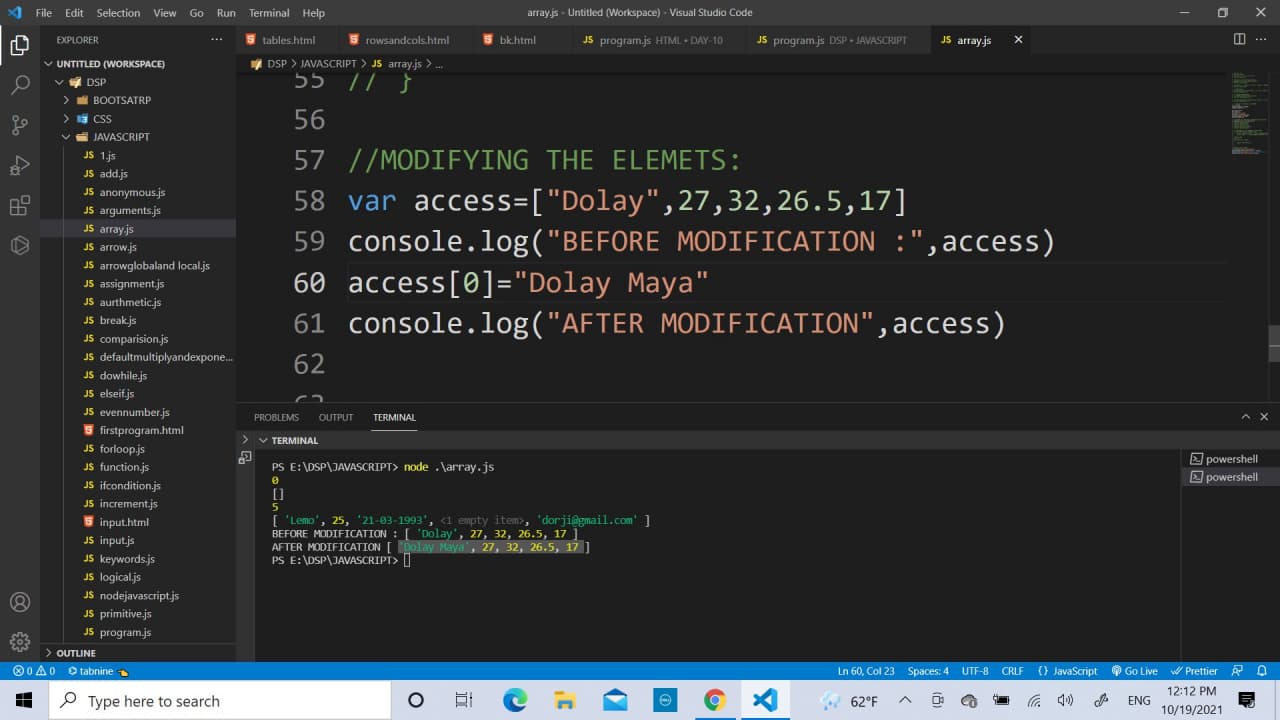 File Edit Selection View Go Run Terminal Help array.js - Untitled (Workspace) - Visual Studio Code
EXPLORER ...
tables.html rowsandcols.html bk.html program.js HTML • DAY-10 program.js DSP • JAVASCRIPT array.js
UNTITLED (WORKSPACE)
DSP > JAVASCRIPT > JS array.js > ...
DSP
BOOTSATRP
CSS
JAVASCRIPT
JS 1.js
JS add.js
JS anonymous.js
JS arguments.js
JS array.js
JS arrow.js
JS arrowglobaland local.js
JS assignment.js
JS aurthmetic.js
JS break.js
JS comparision.js
JS defaultmultiplyandexpone...
JS dowhile.js
JS elseif.js
JS evennumber.js
firstprogram.html
JS forloop.js
JS function.js
JS ifcondition.js
JS increment.js
input.html
JS input.js
JS keywords.js
JS logical.js
JS nodejavascript.js
JS primitive.js
JS program.js
OUTLINE
55 // }
56
57 //MODIFYING THE ELEMETS:
58 var access=["Dolay",27,32,26.5,17]
59 console.log("BEFORE MODIFICATION :",access)
60 access[0]="Dolay Maya"
61 console.log("AFTER MODIFICATION",access)
62
63
PROBLEMS OUTPUT TERMINAL
TERMINAL
PS E:\DSP\JAVASCRIPT> node .\array.js
0
[]
5
[ 'Lemo', 25, '21-03-1993', <1 empty item>, 'dorji@gmail.com' ]
BEFORE MODIFICATION : [ 'Dolay', 27, 32, 26.5, 17 ]
AFTER MODIFICATION [ 'Dolay Maya', 27, 32, 26.5, 17 ]
PS E:\DSP\JAVASCRIPT>
powershell
powershell
0 0 tabnine Ln 60, Col 23 Spaces: 4 UTF-8 CRLF {} JavaScript Go Live Prettier
Type here to search 62°F ENG 12:12 PM
10/19/2021